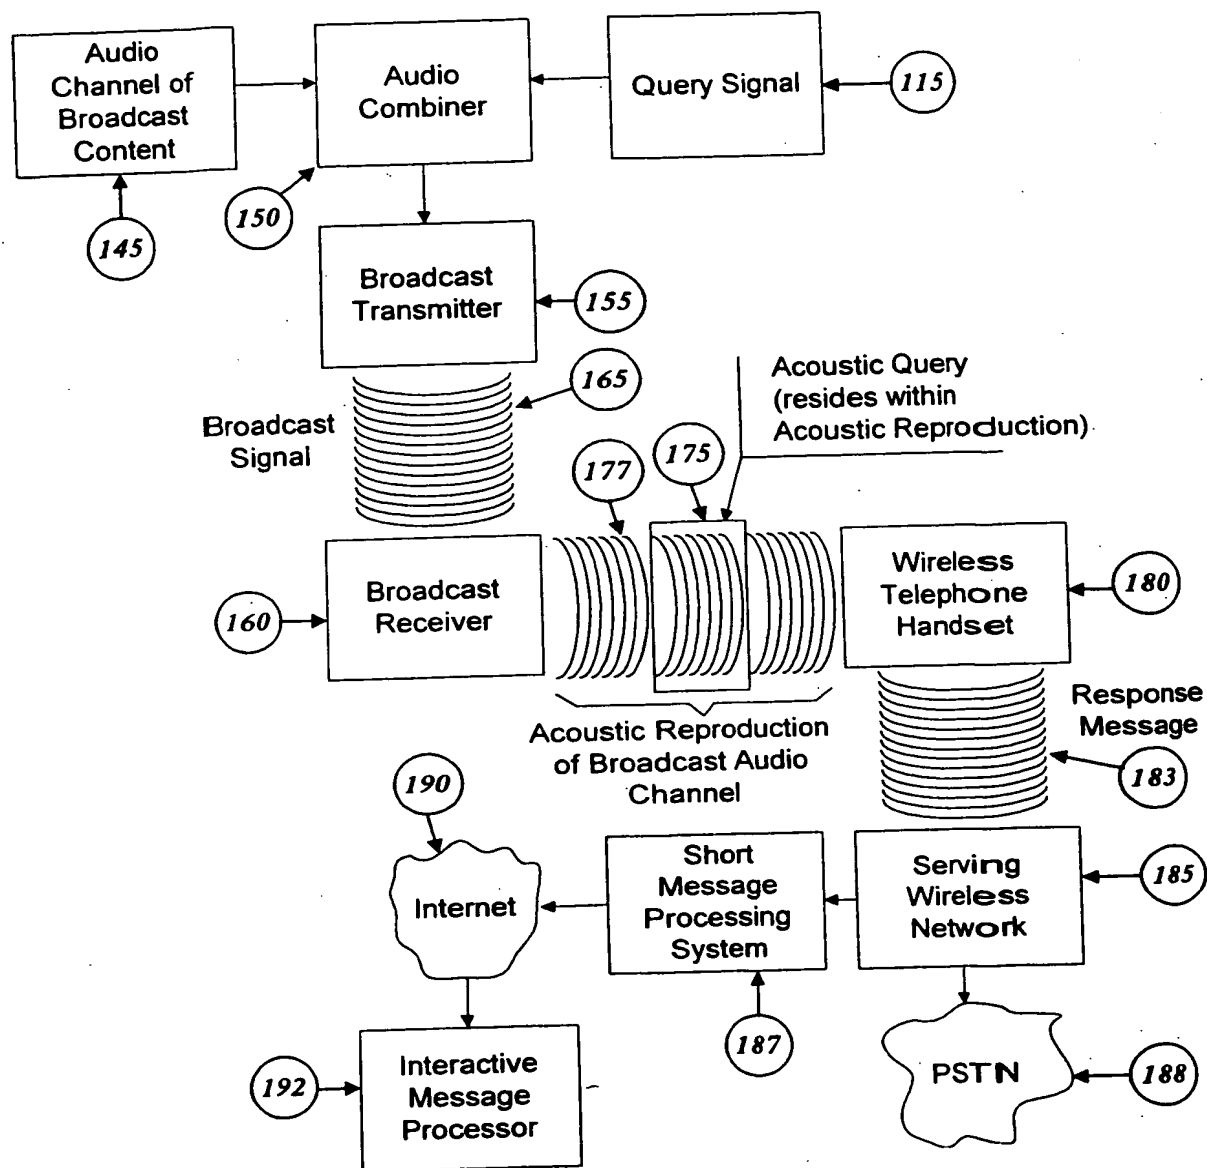 Audio
Channel of
Broadcast
Content
Audio
Combiner
Query Signal
115
145
150
Broadcast
Transmitter
155
165
Broadcast
Signal
Acoustic Query
(resides within
Acoustic Reproduction)
177
175
Broadcast
Receiver
160
Wireless
Telephone
Handset
180
Acoustic Reproduction
of Broadcast Audio
Channel
Response
Message
183
190
Internet
Short
Message
Processing
System
Serving
Wireless
Network
185
187
Interactive
Message
Processor
192
PSTN
188